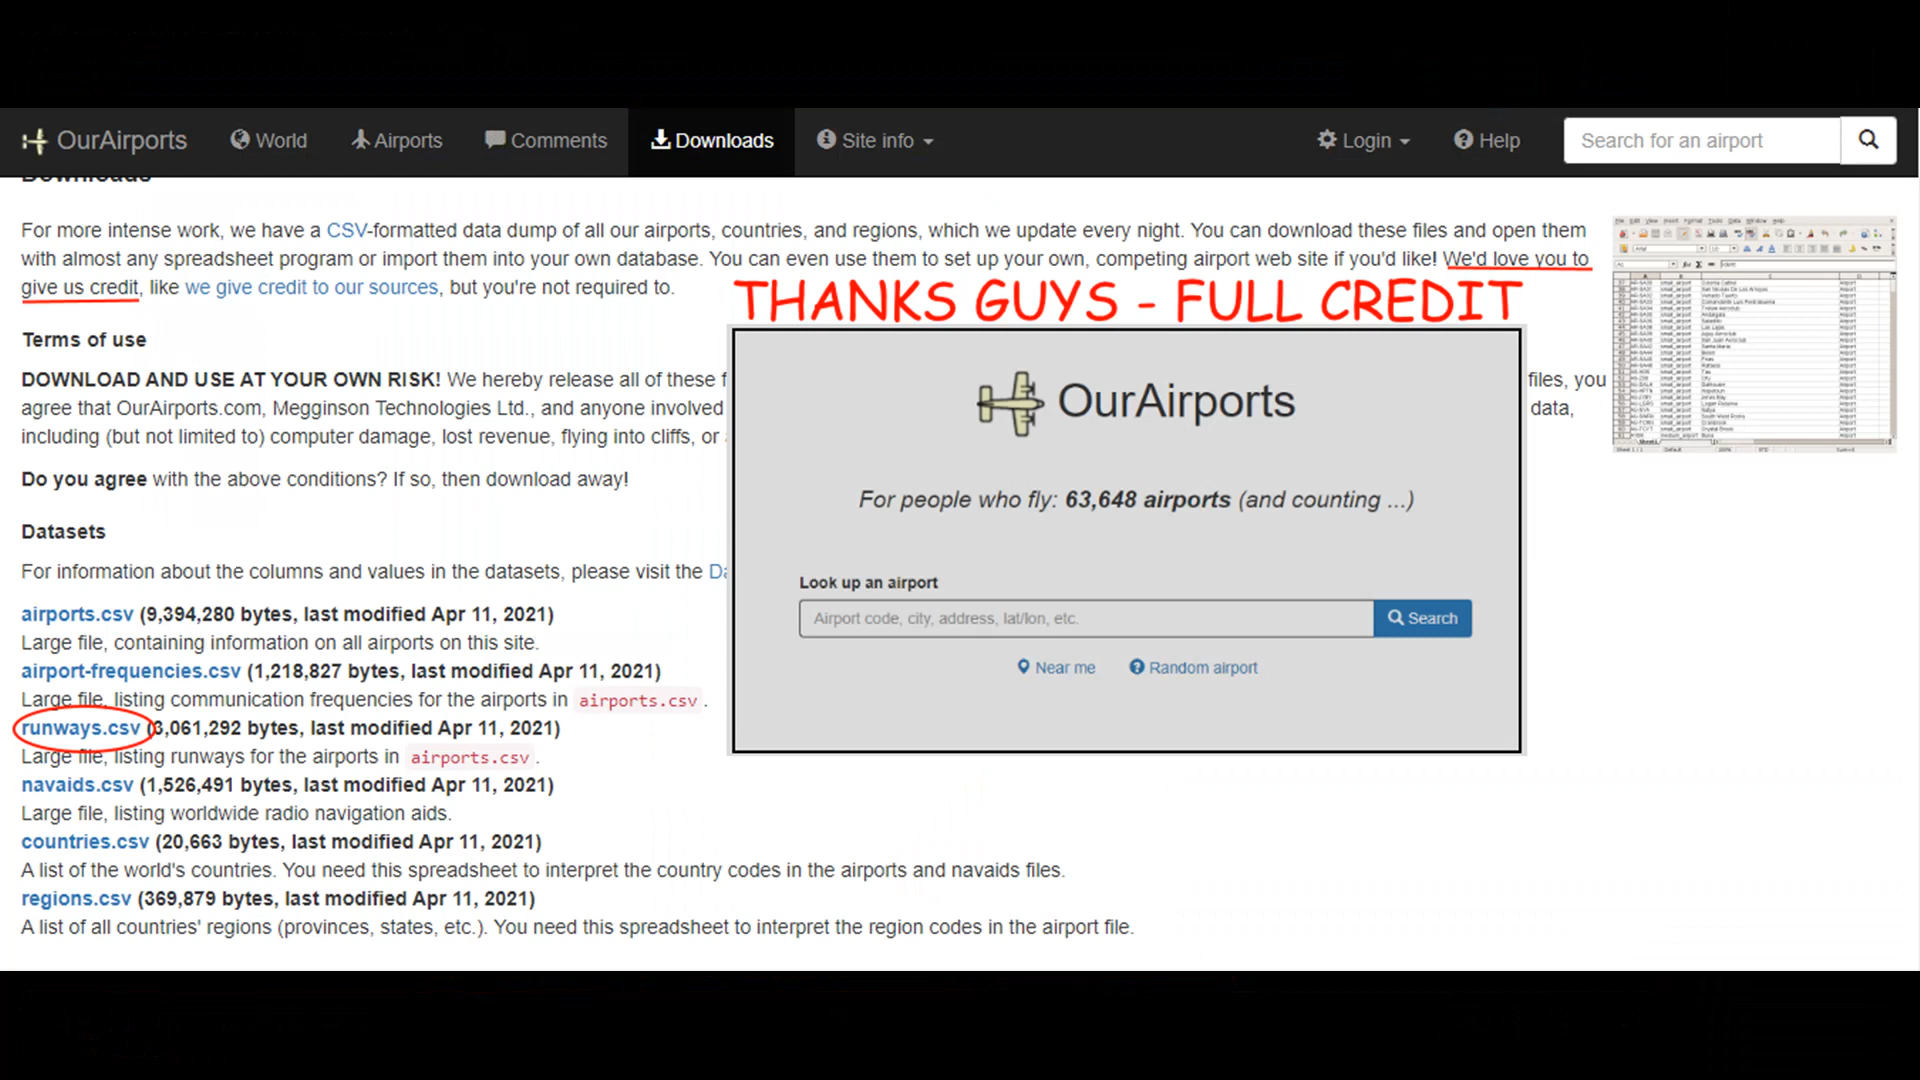 OurAirports World Airports Comments Downloads Site info Login Help Search for an airport
Downloads
For more intense work, we have a CSV-formatted data dump of all our airports, countries, and regions, which we update every night. You can download these files and open them
with almost any spreadsheet program or import them into your own database. You can even use them to set up your own, competing airport web site if you'd like! We'd love you to
give us credit, like we give credit to our sources, but you're not required to.
THANKS GUYS - FULL CREDIT
Terms of use
DOWNLOAD AND USE AT YOUR OWN RISK! We hereby release all of these f
files, you
agree that OurAirports.com, Megginson Technologies Ltd., and anyone involved
data,
including (but not limited to) computer damage, lost revenue, flying into cliffs, or
Do you agree with the above conditions? If so, then download away!
Datasets
For information about the columns and values in the datasets, please visit the Da
airports.csv (9,394,280 bytes, last modified Apr 11, 2021)
Large file, containing information on all airports on this site.
airport-frequencies.csv (1,218,827 bytes, last modified Apr 11, 2021)
Large file, listing communication frequencies for the airports in airports.csv.
runways.csv (3,061,292 bytes, last modified Apr 11, 2021)
Large file, listing runways for the airports in airports.csv.
navaids.csv (1,526,491 bytes, last modified Apr 11, 2021)
Large file, listing worldwide radio navigation aids.
countries.csv (20,663 bytes, last modified Apr 11, 2021)
A list of the world's countries. You need this spreadsheet to interpret the country codes in the airports and navaids files.
regions.csv (369,879 bytes, last modified Apr 11, 2021)
A list of all countries' regions (provinces, states, etc.). You need this spreadsheet to interpret the region codes in the airport file.
OurAirports
For people who fly: 63,648 airports (and counting ...)
Look up an airport
Airport code, city, address, lat/lon, etc. Search
Near me Random airport